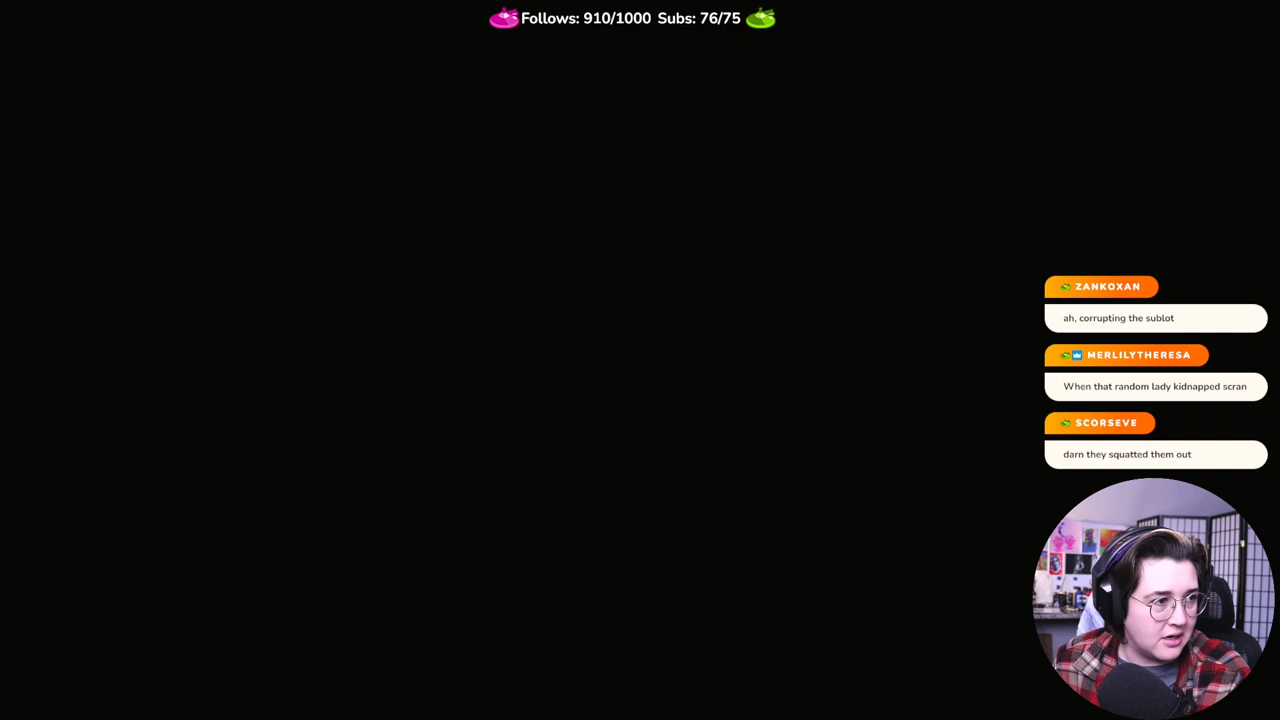 Follows: 910/1000 Subs: 76/75
ZANKOXAN
ah, corrupting the sublot
MERLILYTHERESA
When that random lady kidnapped scran
SCORSEVE
darn they squatted them out